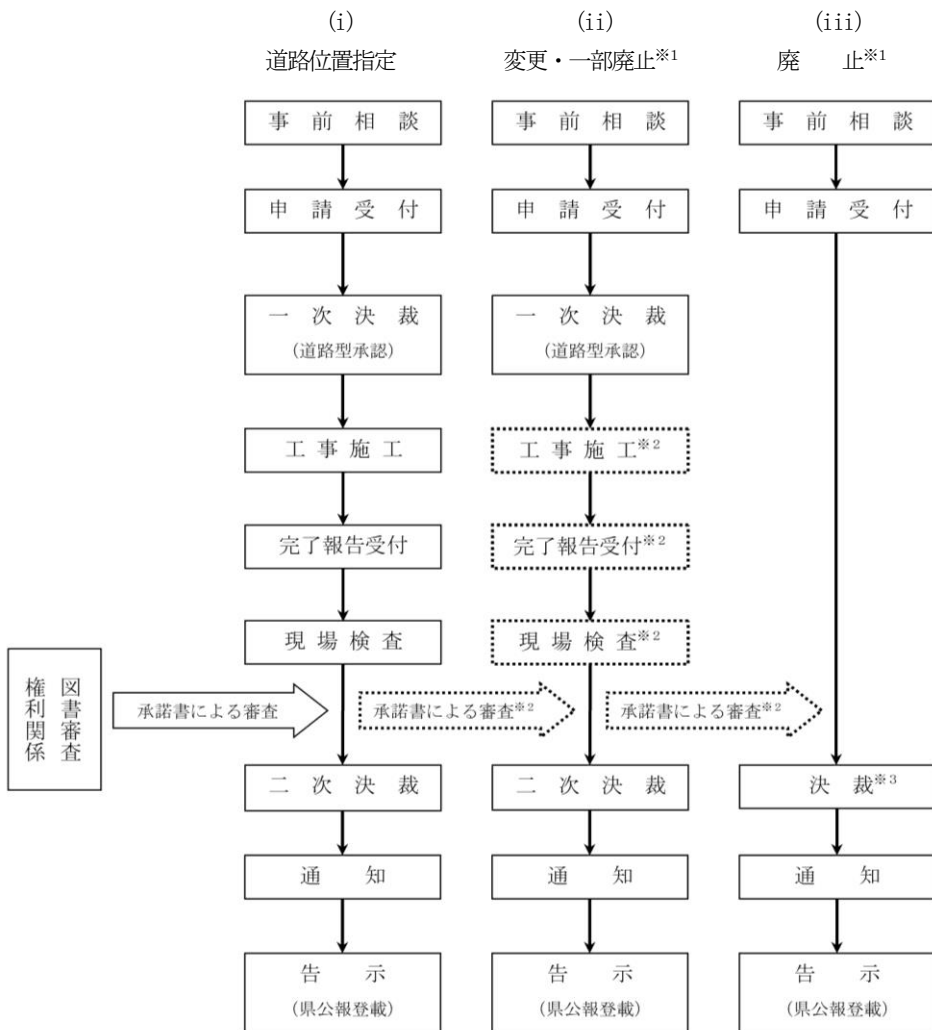 (i)
道路位置指定
事前相談
申請受付
一次決裁
(道路型承認)
工事施工
完了報告受付
現場検査
権利関係
図書審査
承諾書による審査
二次決裁
通知
告示
(県公報登載)
(ii)
変更・一部廃止※1
事前相談
申請受付
一次決裁
(道路型承認)
工事施工※2
完了報告受付※2
現場検査※2
承諾書による審査※2
二次決裁
通知
告示
(県公報登載)
(iii)
廃止※1
事前相談
申請受付
承諾書による審査※2
決裁※3
通知
告示
(県公報登載)